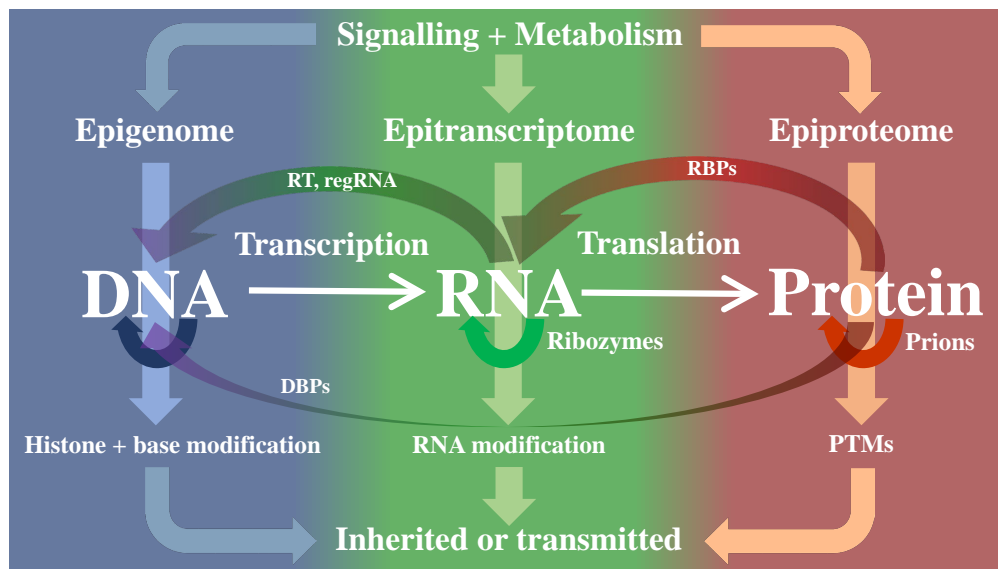 Signalling + Metabolism
Epigenome
Epitranscriptome
Epiproteome
RT, regRNA
RBPs
Transcription
Translation
DNA
RNA
Protein
Ribozymes
Prions
DBPs
Histone + base modification
RNA modification
PTMs
Inherited or transmitted